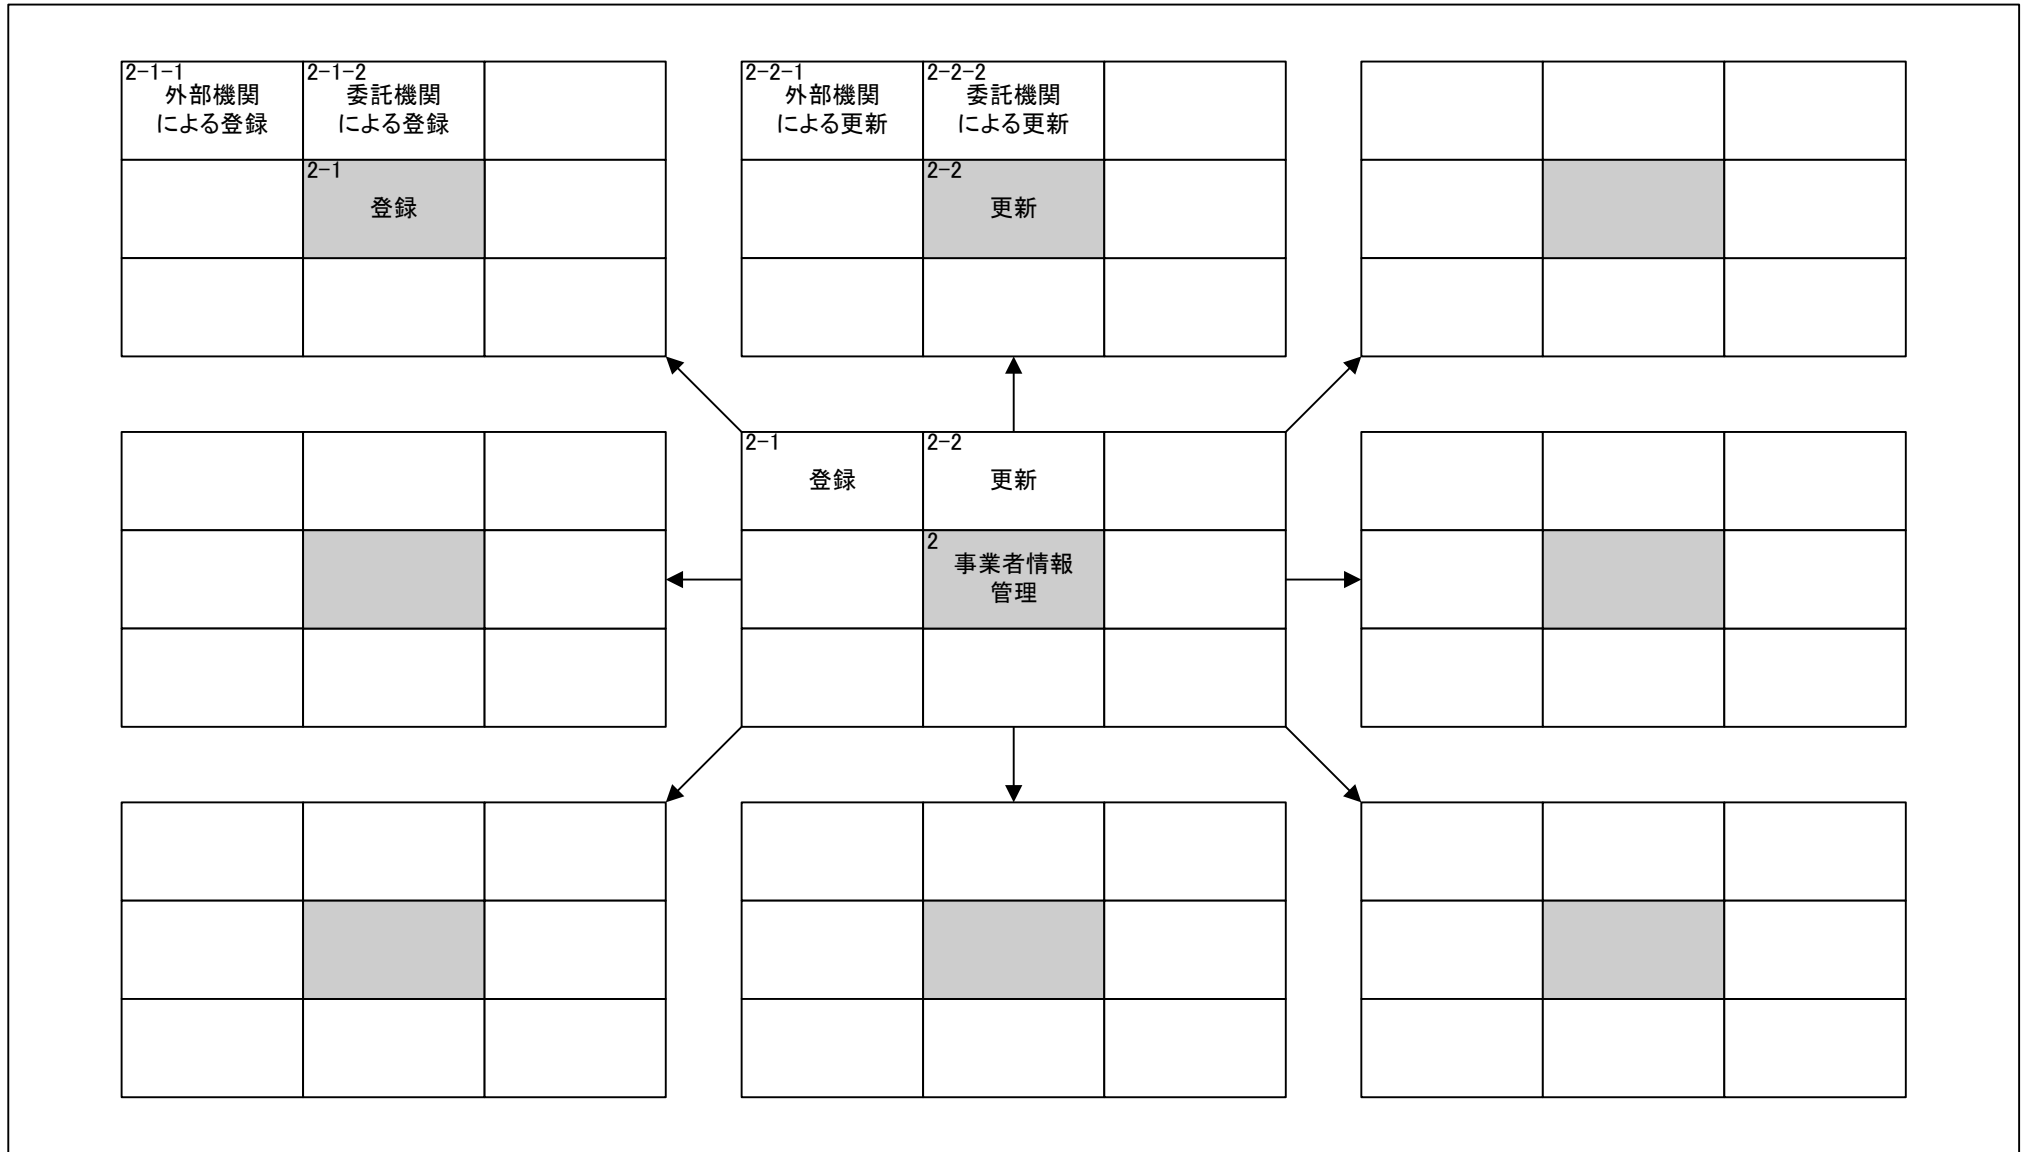 2-1-1
外部機関
による登録
2-1-2
委託機関
による登録
2-1
登録
2-2-1
外部機関
による更新
2-2-2
委託機関
による更新
2-2
更新
2-1
登録
2-2
更新
2
事業者情報
管理